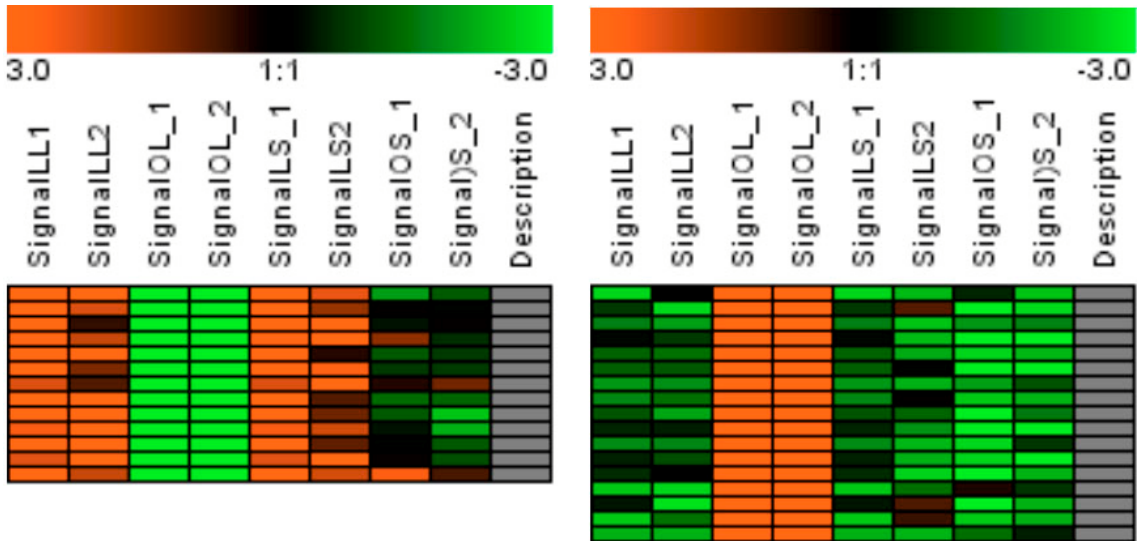 3.0 1:1 -3.0
SignalLL1
SignalLL2
SignalOL_1
SignalOL_2
SignalLS_1
SignalLS2
SignalOS_1
Signal)S_2
Description
3.0 1:1 -3.0
SignalLL1
SignalLL2
SignalOL_1
SignalOL_2
SignalLS_1
SignalLS2
SignalOS_1
Signal)S_2
Description